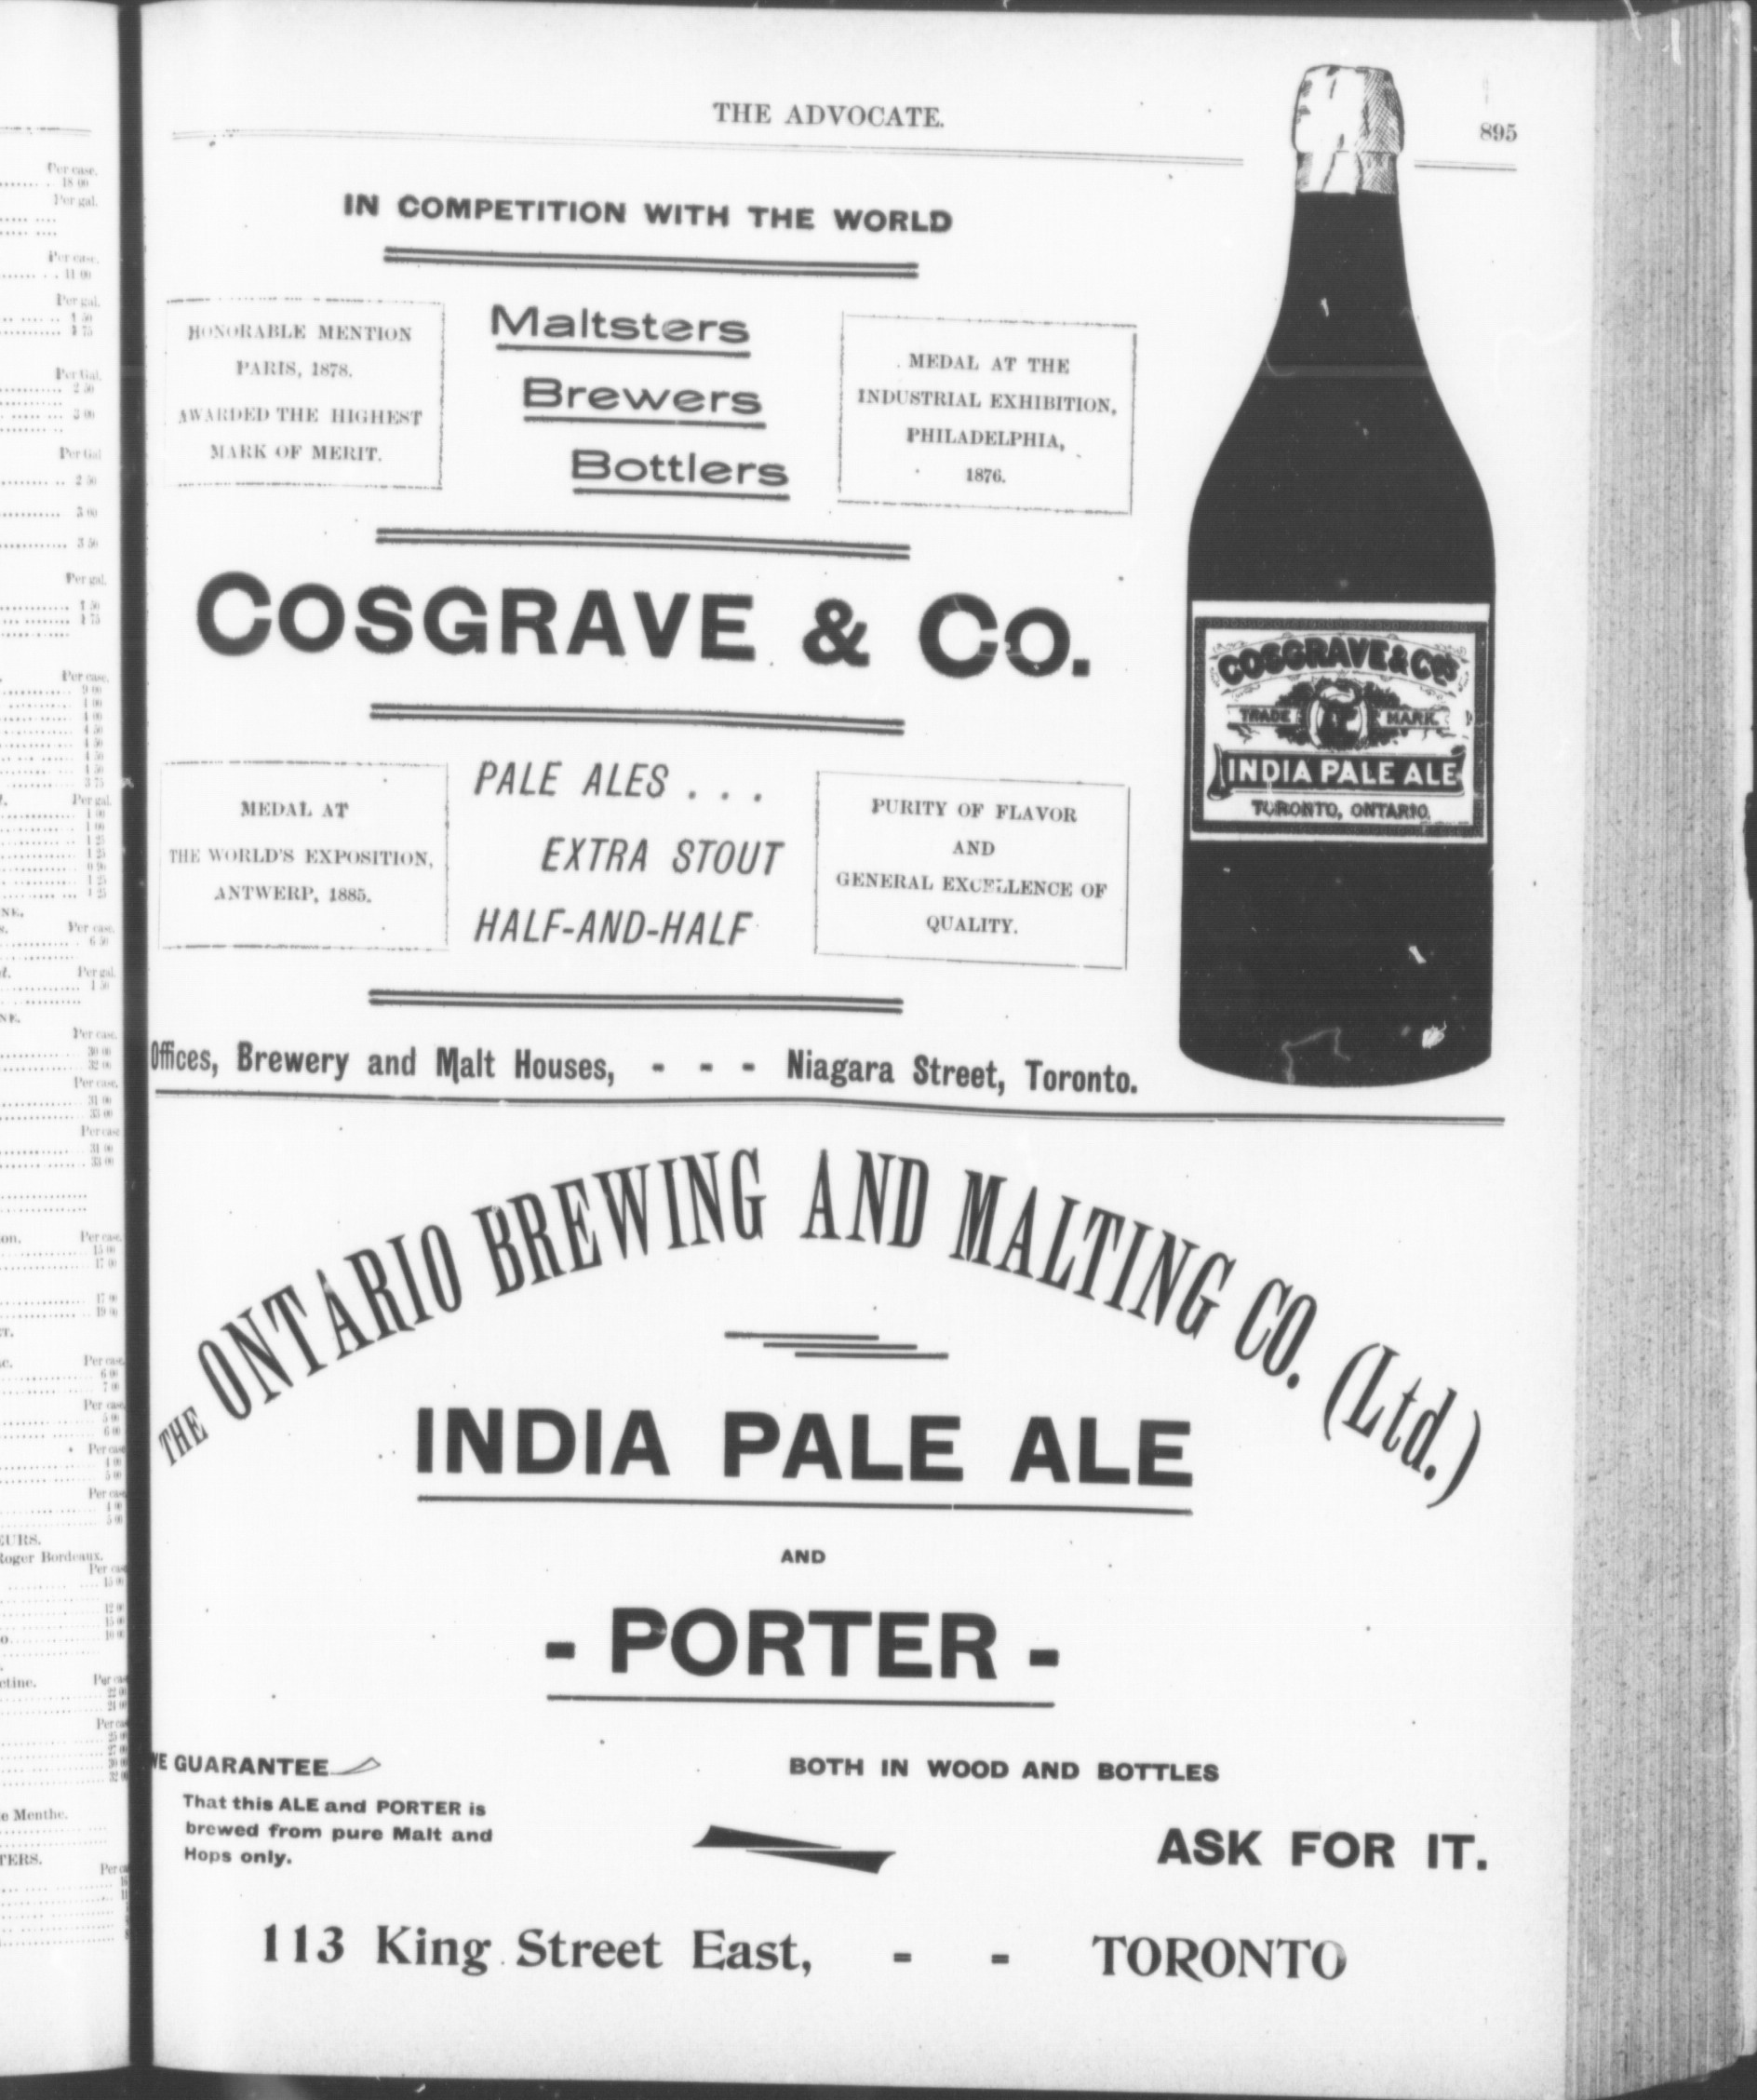 THE ADVOCATE.
895
IN COMPETITION WITH THE WORLD
HONORABLE MENTION
PARIS, 1878.
AWARDED THE HIGHEST
MARK OF MERIT.
Maltsters
Brewers
Bottlers
MEDAL AT THE
INDUSTRIAL EXHIBITION,
PHILADELPHIA,
1876.
COSGRAVE & CO.
MEDAL AT
THE WORLD'S EXPOSITION,
ANTWERP, 1885.
PALE ALES . . .
EXTRA STOUT
HALF-AND-HALF
PURITY OF FLAVOR
AND
GENERAL EXCELLENCE OF
QUALITY.
COSGRAVE & CO'S
TRADE MARK
INDIA PALE ALE
TORONTO, ONTARIO.
Offices, Brewery and Malt Houses, - - - Niagara Street, Toronto.
THE ONTARIO BREWING AND MALTING CO. (Ltd.)
INDIA PALE ALE
AND
- PORTER -
WE GUARANTEE
That this ALE and PORTER is
brewed from pure Malt and
Hops only.
BOTH IN WOOD AND BOTTLES
ASK FOR IT.
113 King Street East, - - TORONTO